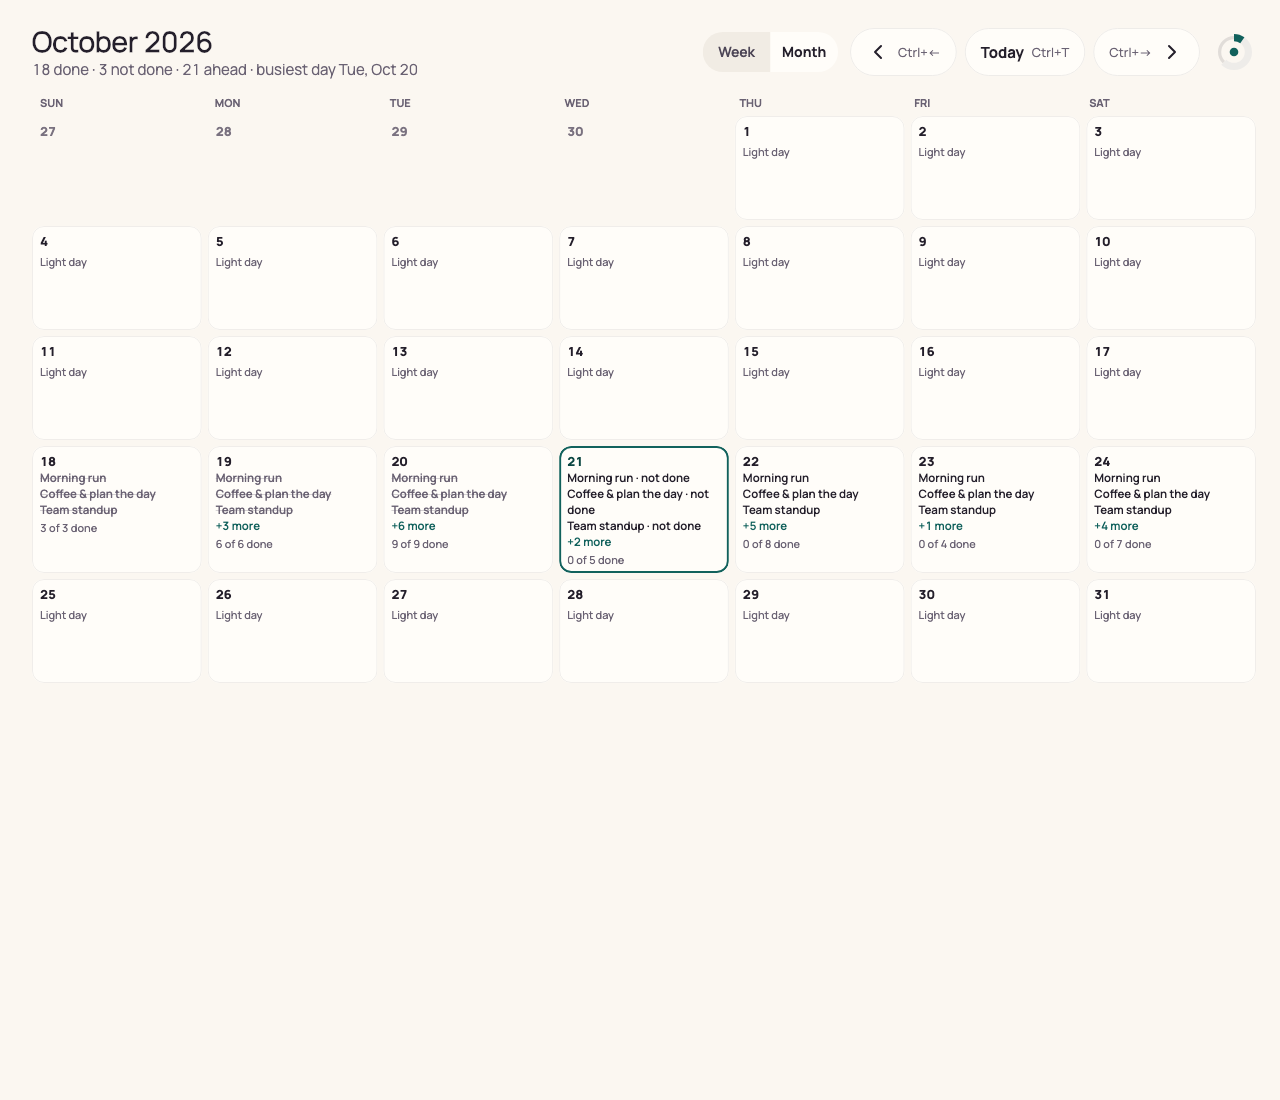 October 2026
18 done · 3 not done · 21 ahead · busiest day Tue, Oct 20
Week Month Ctrl+← Today Ctrl+T Ctrl+→
SUN MON TUE WED THU FRI SAT
27 28 29 30 1 2 3
Light day Light day Light day
4 5 6 7 8 9 10
Light day Light day Light day Light day Light day Light day Light day
11 12 13 14 15 16 17
Light day Light day Light day Light day Light day Light day Light day
18
Morning run
Coffee & plan the day
Team standup
3 of 3 done
19
Morning run
Coffee & plan the day
Team standup
+3 more
6 of 6 done
20
Morning run
Coffee & plan the day
Team standup
+6 more
9 of 9 done
21
Morning run · not done
Coffee & plan the day · not
done
Team standup · not done
+2 more
0 of 5 done
22
Morning run
Coffee & plan the day
Team standup
+5 more
0 of 8 done
23
Morning run
Coffee & plan the day
Team standup
+1 more
0 of 4 done
24
Morning run
Coffee & plan the day
Team standup
+4 more
0 of 7 done
25 26 27 28 29 30 31
Light day Light day Light day Light day Light day Light day Light day